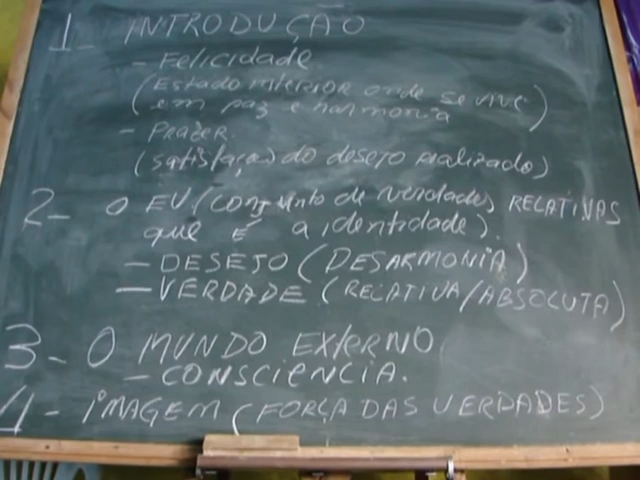 1- INTRODUÇÃO
- FELICIDADE.
(ESTADO INTERIOR onde se vive
em paz e harmonia)
- PRAZER.
(satisfação do desejo realizado)
2- O EU (conjunto de verdades RELATIVAS
que É a identidade).
- DESEJO (DESARMONIA)
- VERDADE (RELATIVA/ABSOLUTA)
3- O MUNDO EXTERNO
- CONSCIENCIA.
4- IMAGEM (FORÇA DAS VERDADES)